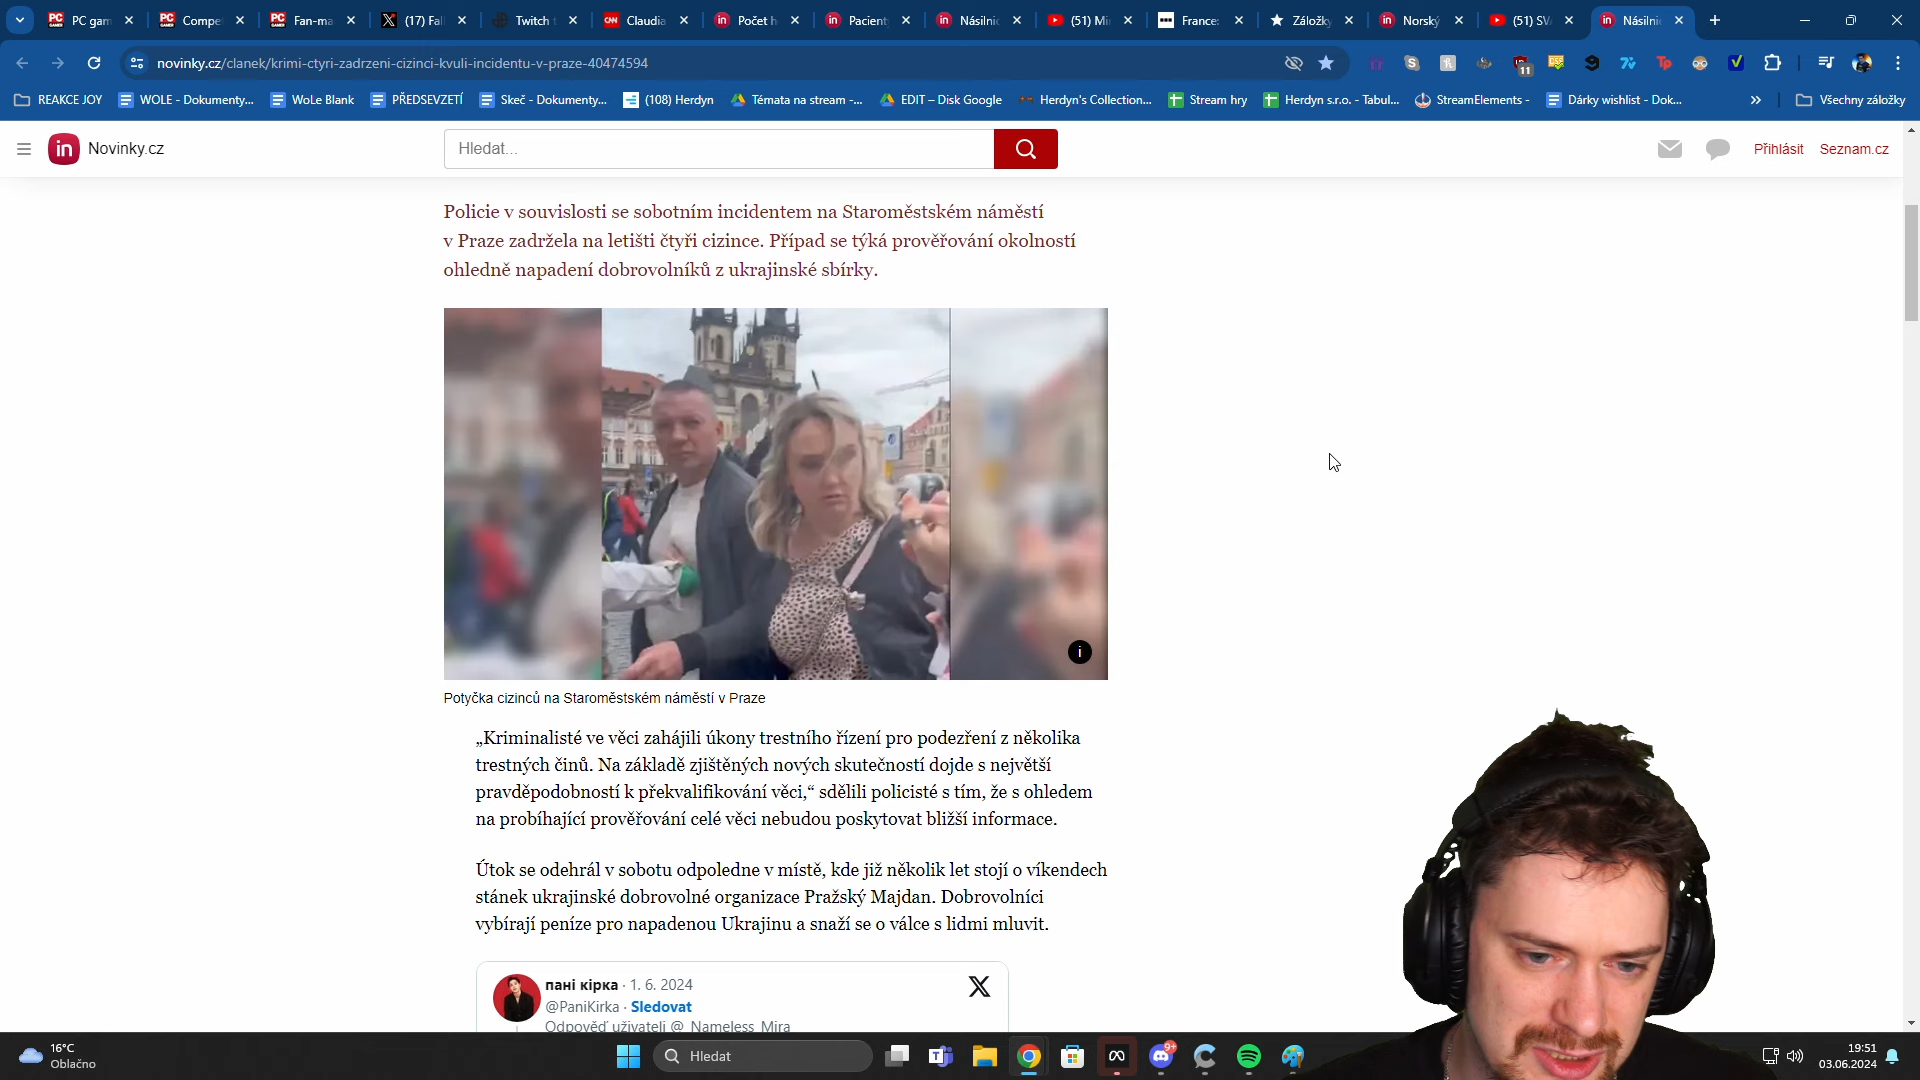 PC gam
Compe
Fan-ma
(17) Fal
Twitch t
Claudia
Počet h
Pacient
Násilnic
(51) Mi
France:
Záložky
Norský
(51) SV
Násilnic
novinky.cz/clanek/krimi-ctyri-zadrzeni-cizinci-kvuli-incidentu-v-praze-40474594
11
REAKCE JOY
WOLE - Dokumenty...
WoLe Blank
PŘEDSEVZETÍ
Skeč - Dokumenty...
(108) Herdyn
Témata na stream -...
EDIT – Disk Google
Herdyn's Collection...
Stream hry
Herdyn s.r.o. - Tabul...
StreamElements -
Dárky wishlist - Dok...
»
Všechny záložky
in Novinky.cz
Hledat...
Přihlásit
Seznam.cz
Policie v souvislosti se sobotním incidentem na Staroměstském náměstí
v Praze zadržela na letišti čtyři cizince. Případ se týká prověřování okolností
ohledně napadení dobrovolníků z ukrajinské sbírky.
i
Potyčka cizinců na Staroměstském náměstí v Praze
„Kriminalisté ve věci zahájili úkony trestního řízení pro podezření z několika
trestných činů. Na základě zjištěných nových skutečností dojde s největší
pravděpodobností k překvalifikování věci,“ sdělili policisté s tím, že s ohledem
na probíhající prověřování celé věci nebudou poskytovat bližší informace.
Útok se odehrál v sobotu odpoledne v místě, kde již několik let stojí o víkendech
stánek ukrajinské dobrovolné organizace Pražský Majdan. Dobrovolníci
vybírají peníze pro napadenou Ukrajinu a snaží se o válce s lidmi mluvit.
пані кірка · 1. 6. 2024
@PaniKirka · Sledovat
Odpověď uživateli @_Nameless_Mira
16°C
Oblačno
Hledat
9+
19:51
03.06.2024